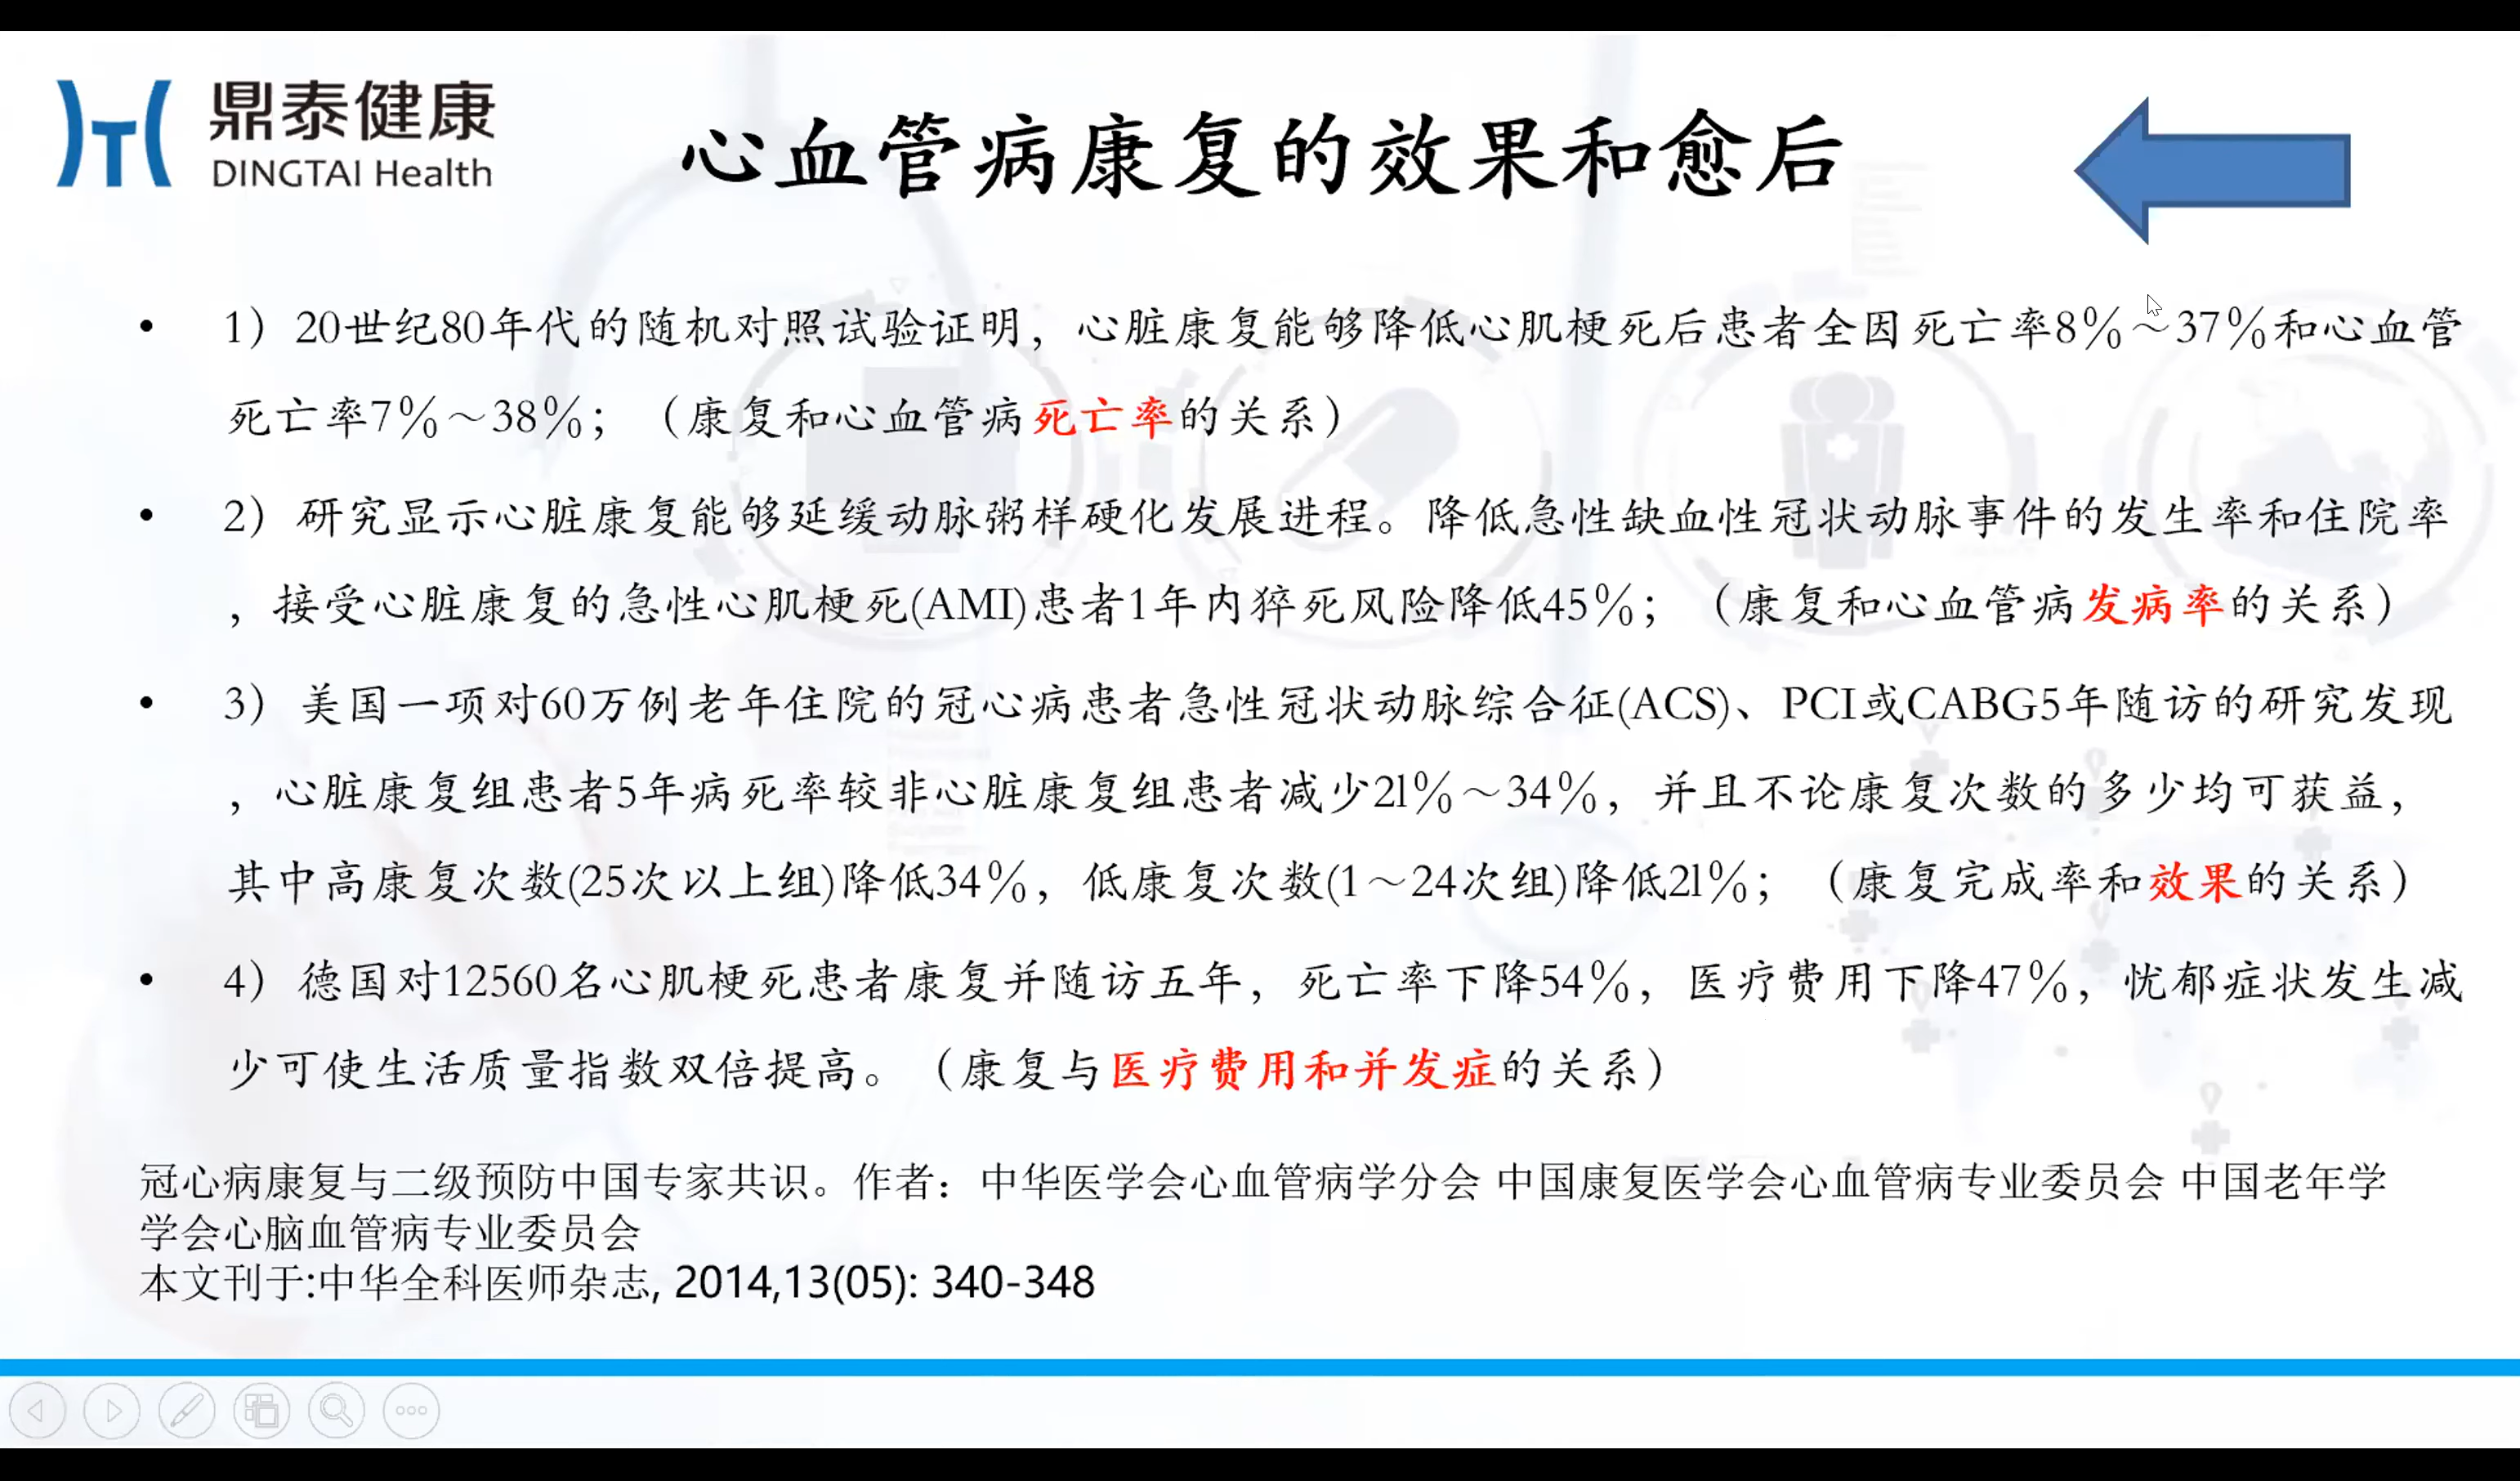 鼎泰健康
DINGTAI Health
心血管病康复的效果和愈后
• 1）20世纪80年代的随机对照试验证明，心脏康复能够降低心肌梗死后患者全因死亡率8%～37%和心血管
死亡率7%～38%；（康复和心血管病死亡率的关系）
• 2）研究显示心脏康复能够延缓动脉粥样硬化发展进程。降低急性缺血性冠状动脉事件的发生率和住院率
，接受心脏康复的急性心肌梗死(AMI)患者1年内猝死风险降低45%；（康复和心血管病发病率的关系）
• 3）美国一项对60万例老年住院的冠心病患者急性冠状动脉综合征(ACS)、PCI或CABG5年随访的研究发现
，心脏康复组患者5年病死率较非心脏康复组患者减少21%～34%，并且不论康复次数的多少均可获益，
其中高康复次数(25次以上组)降低34%，低康复次数(1～24次组)降低21%；（康复完成率和效果的关系）
• 4）德国对12560名心肌梗死患者康复并随访五年，死亡率下降54%，医疗费用下降47%，忧郁症状发生减
少可使生活质量指数双倍提高。（康复与医疗费用和并发症的关系）
冠心病康复与二级预防中国专家共识。作者：中华医学会心血管病学分会 中国康复医学会心血管病专业委员会 中国老年学
学会心脑血管病专业委员会
本文刊于:中华全科医师杂志, 2014,13(05): 340-348